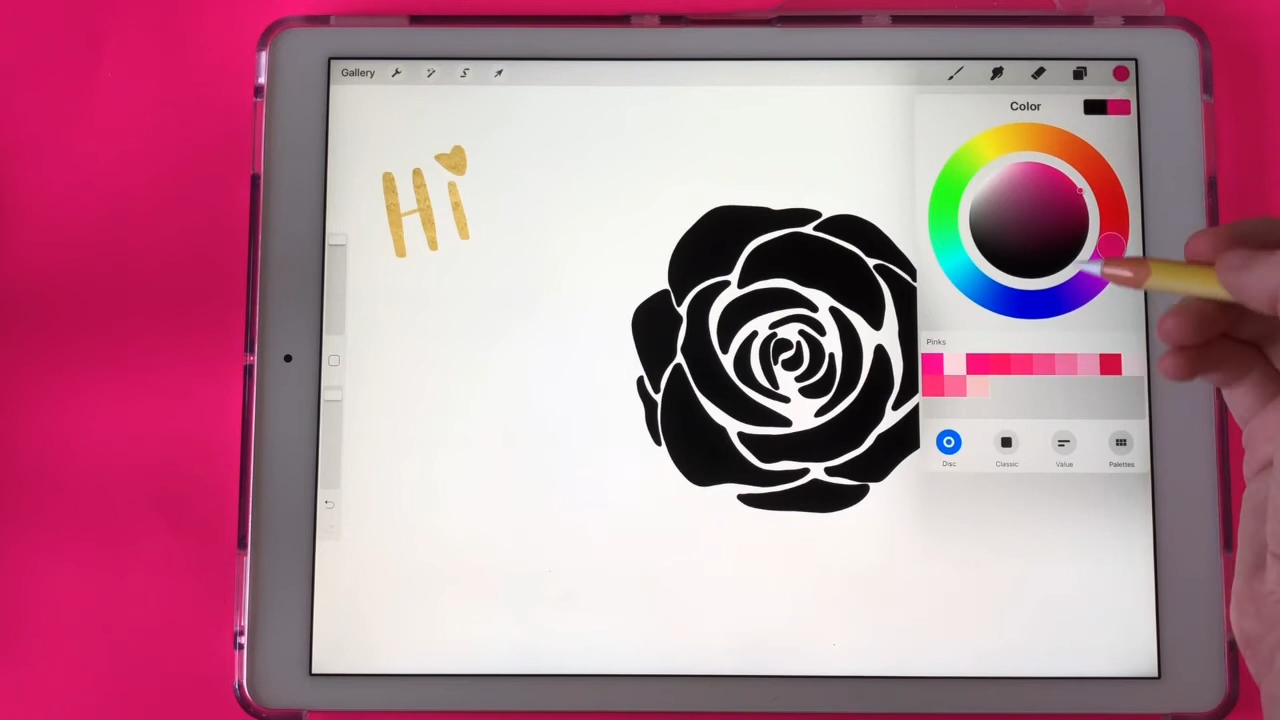 Gallery
Color
Hi
Pinks
Disc
Classic
Value
Palettes